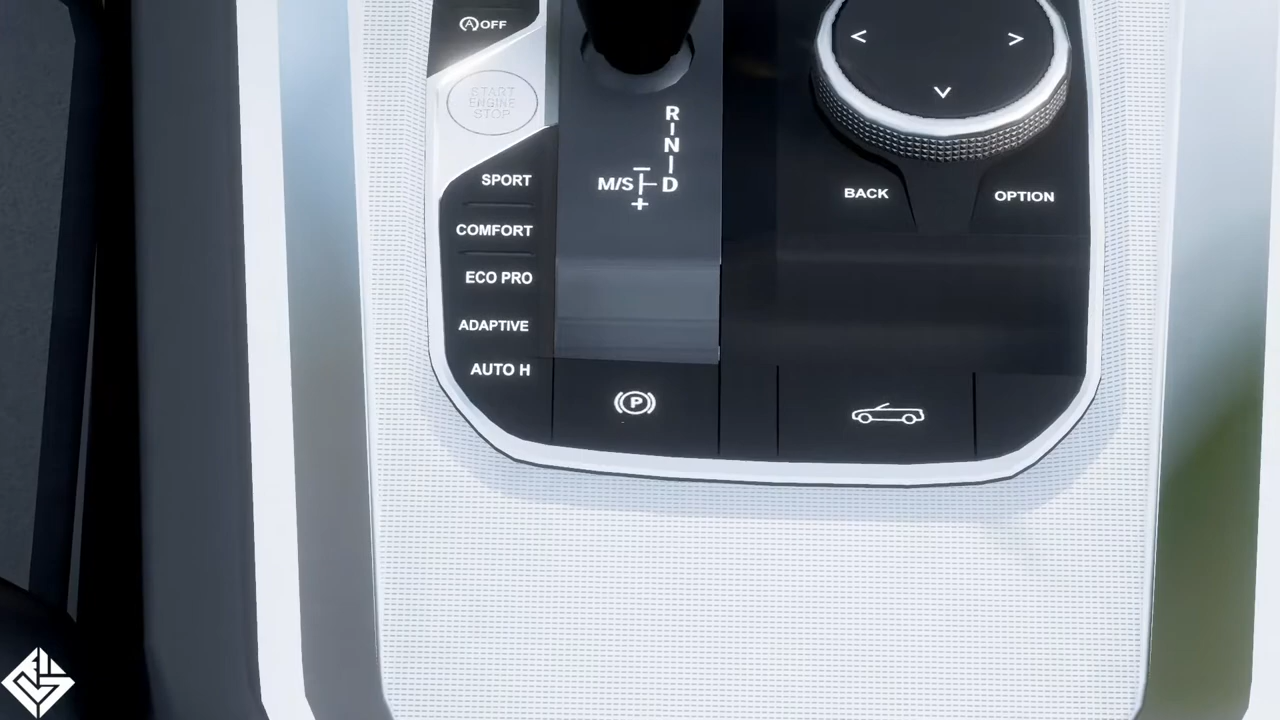 OFF
START
ENGINE
STOP
R
N
M/S
D
+
SPORT
COMFORT
ECO PRO
ADAPTIVE
AUTO H
P
BACK
OPTION